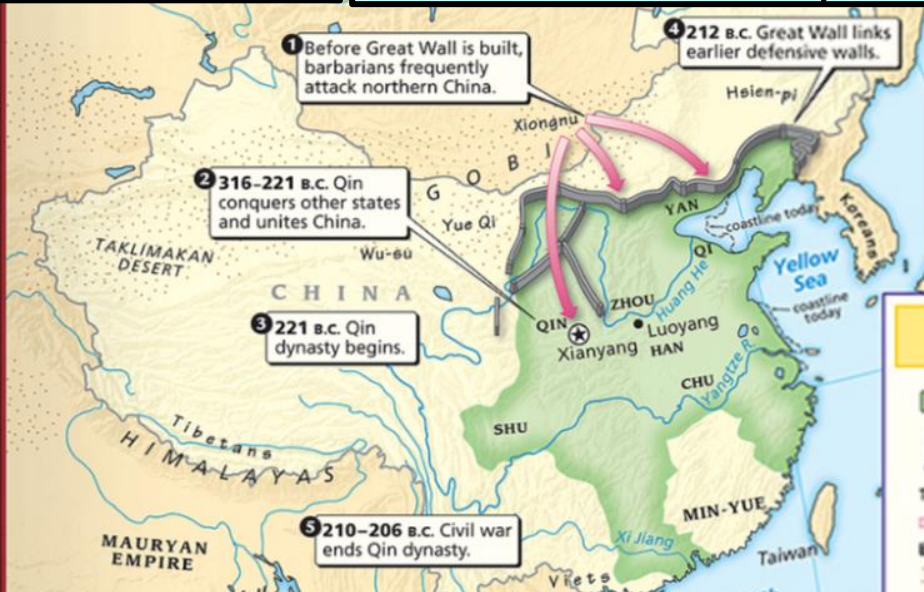 1 Before Great Wall is built,
barbarians frequently
attack northern China.
4 212 B.C. Great Wall links
earlier defensive walls.
Hsien-pi
Xiongnu
2 316–221 B.C. Qin
conquers other states
and unites China.
GOBI
Yue Qi
Wu-sü
TAKLIMAKAN
DESERT
CHINA
YAN
coastline today
Koreans
QI
Yellow
Sea
coastline
today
Huang He
ZHOU
QIN
Luoyang
Xianyang
HAN
3 221 B.C. Qin
dynasty begins.
CHU
Yangtze R.
SHU
Tibetans
HIMALAYAS
MIN-YUE
5 210–206 B.C. Civil war
ends Qin dynasty.
MAURYAN
EMPIRE
Xi Jiang
Taiwan
Viets